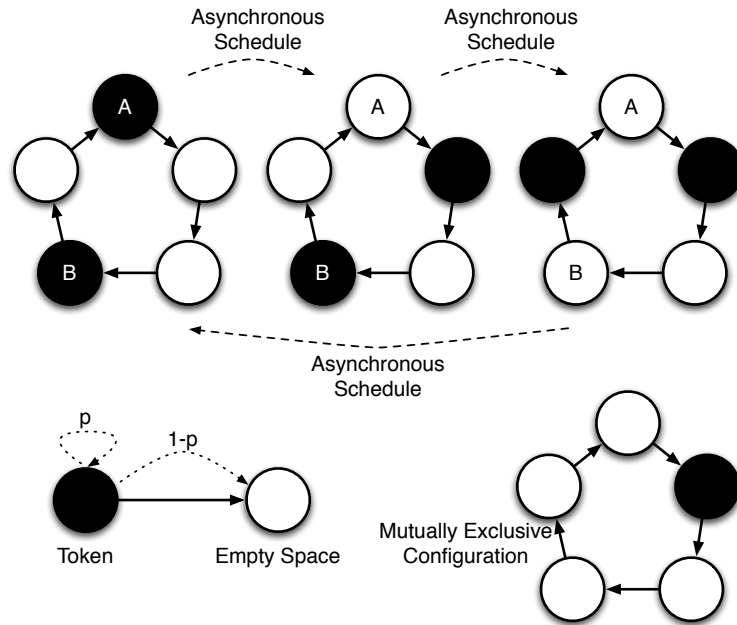 Asynchronous
Schedule
Asynchronous
Schedule
A
A
A
B
B
B
Asynchronous
Schedule
p
1-p
Token
Empty Space
Mutually Exclusive
Configuration